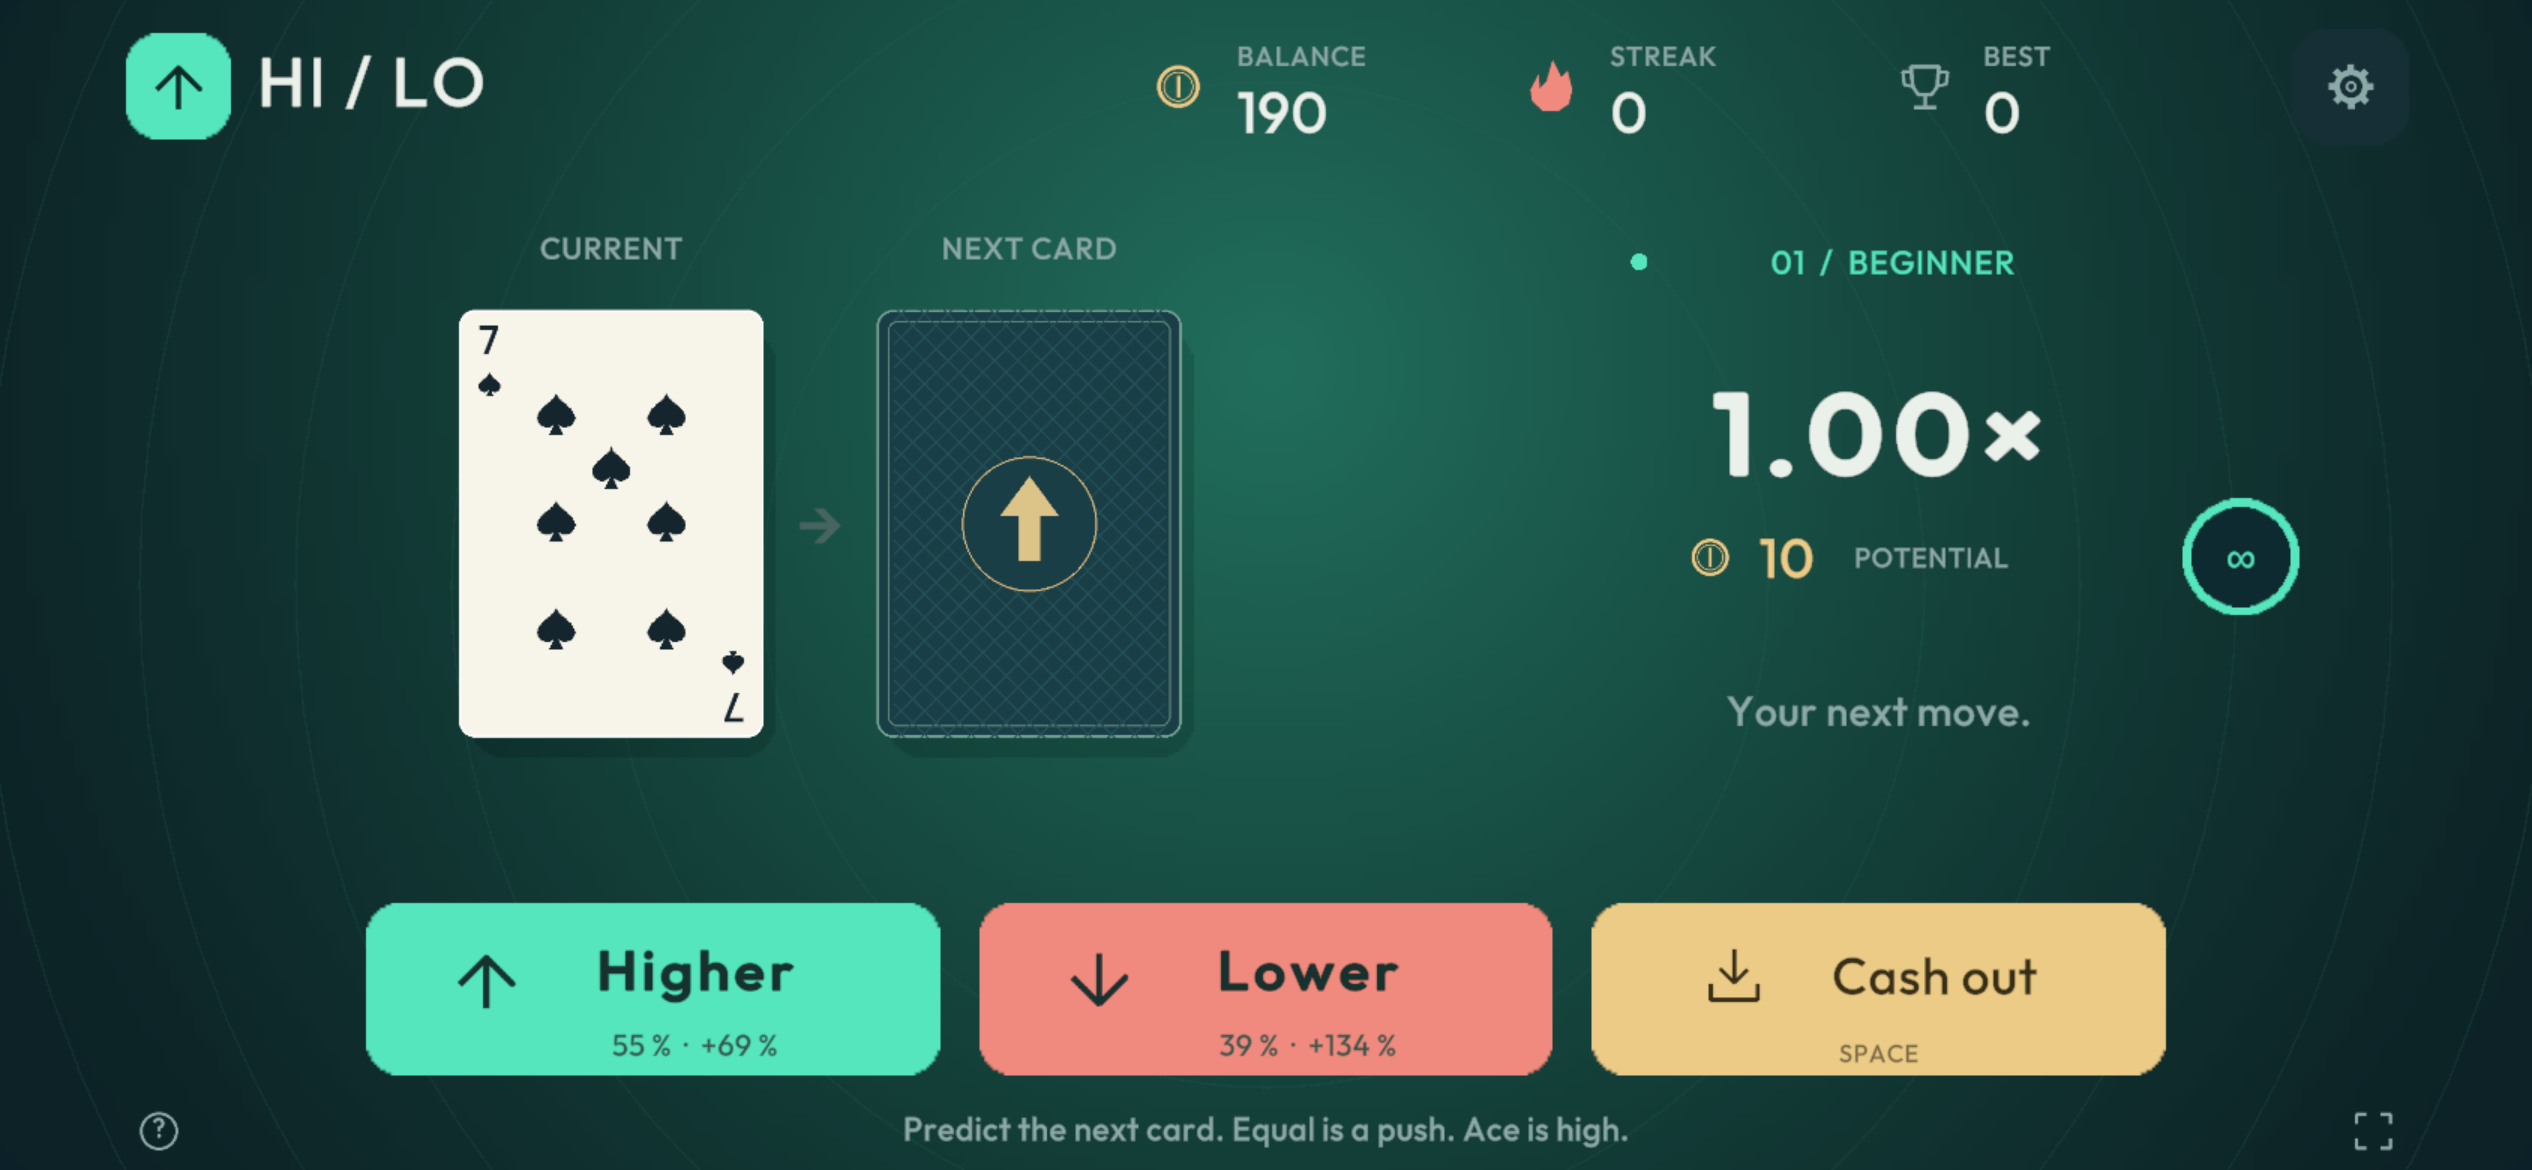 HI / LO
BALANCE
190
STREAK
0
BEST
0
CURRENT
NEXT CARD
01 / BEGINNER
7
7
1.00×
10 POTENTIAL
∞
Your next move.
Higher
55 % · +69 %
Lower
39 % · +134 %
Cash out
SPACE
?
Predict the next card. Equal is a push. Ace is high.